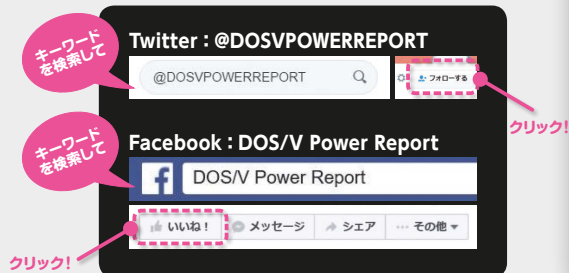 キーワード
を検索して
Twitter：@DOSVPOWERREPORT
@DOSVPOWERREPORT
フォローする
クリック！
キーワード
を検索して
Facebook：DOS/V Power Report
f DOS/V Power Report
いいね！ メッセージ シェア … その他
クリック！